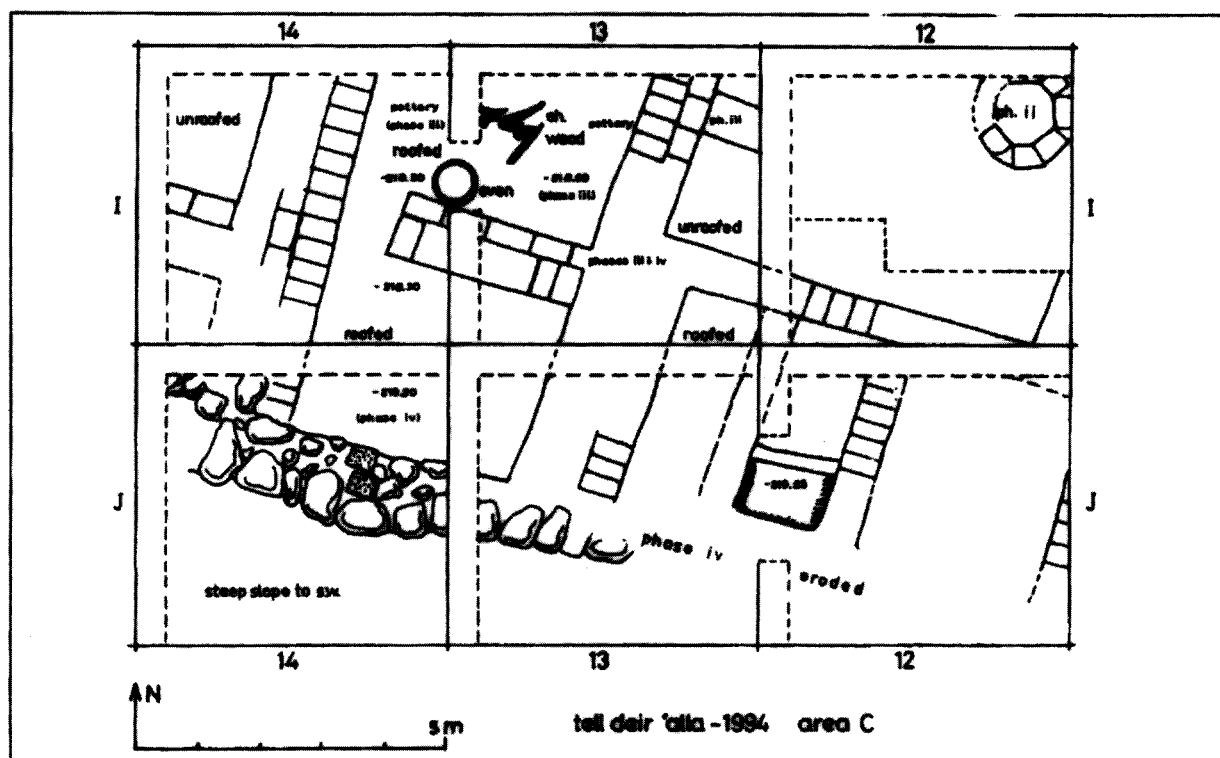 14 13 12
unroofed
pottery
(phase iii)
roofed
ch.
wood
pottery
ph. iii
ph. ii
oven
(phase iii)
I I
unroofed
phases iii & iv
roofed
roofed
(phase iv)
J J
phase iv
eroded
steep slope to s.w.
14 13 12
N
5 m
tell deir ʿalla - 1994 area C